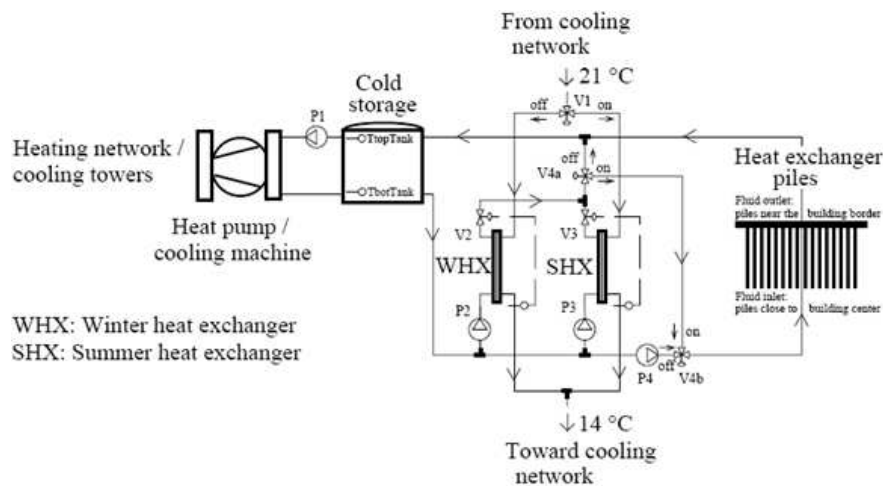 From cooling
network
21 °C
off
on
V1
Cold
storage
P1
TtopTank
TbotTank
Heating network /
cooling towers
Heat pump /
cooling machine
off
V4a
on
V2
V3
WHX
SHX
P2
P3
Heat exchanger
piles
Fluid outlet:
piles near the building border
Fluid inlet:
piles close to building center
WHX: Winter heat exchanger
SHX: Summer heat exchanger
on
off
P4
V4b
14 °C
Toward cooling
network